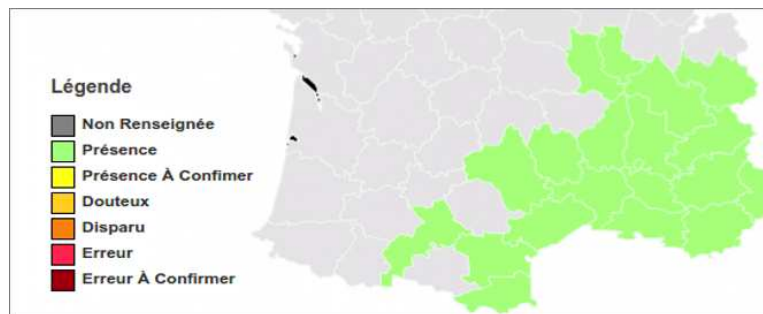 Légende
Non Renseignée
Présence
Présence À Confimer
Douteux
Disparu
Erreur
Erreur À Confirmer